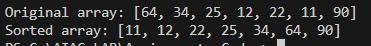 Original array: [64, 34, 25, 12, 22, 11, 90]
Sorted array: [11, 12, 22, 25, 34, 64, 90]